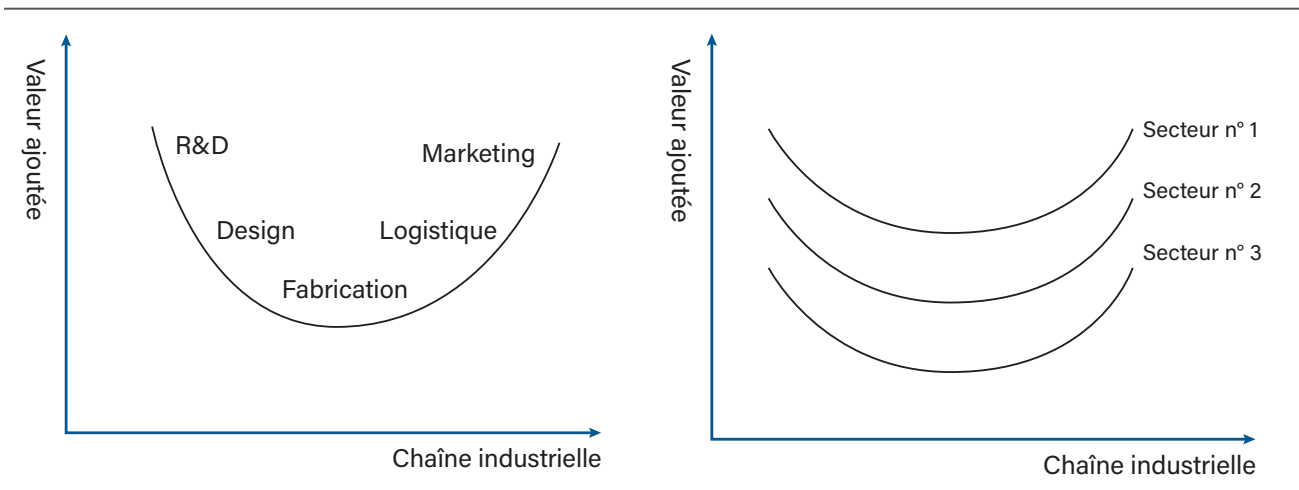 Valeur ajoutée
R&D
Marketing
Design
Logistique
Fabrication
Chaîne industrielle
Valeur ajoutée
Secteur n° 1
Secteur n° 2
Secteur n° 3
Chaîne industrielle